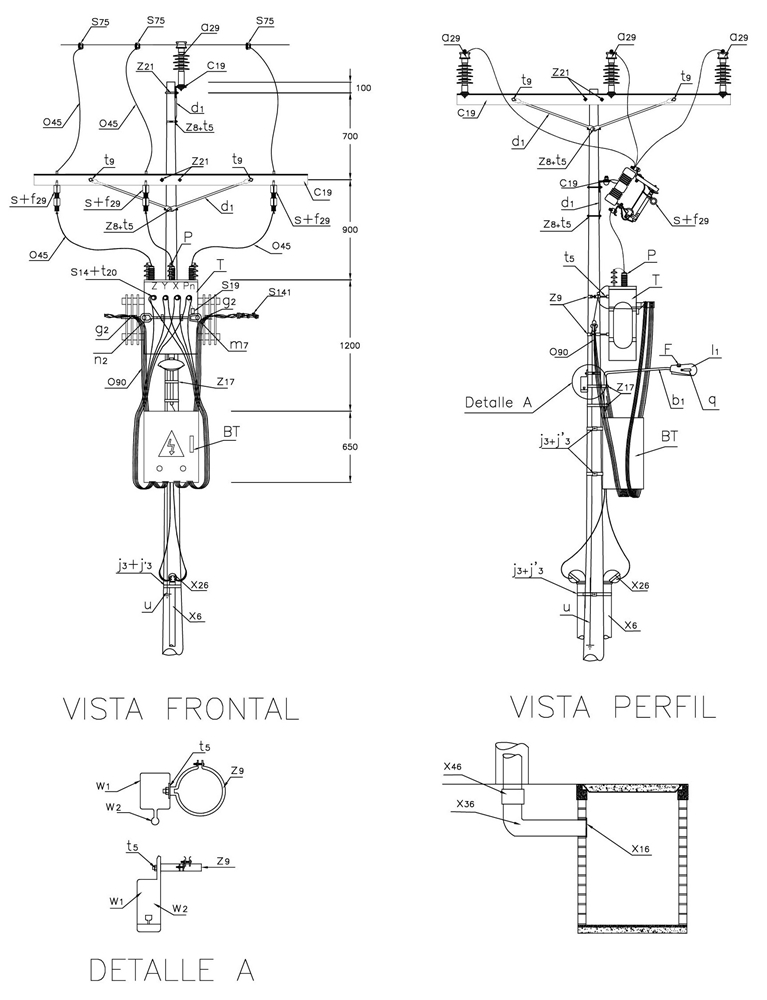 S75 S75 S75
a29
Z21
C19
100
O45 O45 O45
d1
Z8+t5
700
t9 Z21 t9
C19
s+f29 s+f29 s+f29
d1
Z8+t5
O45 O45
P
900
S14+t20
T
Z Y X Pn
S19
g2 S141
g2
n2 m7
O90
Z17
1200
BT
650
j3+j'3
X26
u
X6
VISTA FRONTAL
a29 a29 a29
t9 Z21 t9
C19
d1
Z8+t5
C19
d1
s+f29
Z8+t5
P
t5 T
Z9
O90
F l1
Z17
Detalle A
b1 q
j3+j'3
BT
j3+j'3
X26
u
X6
VISTA PERFIL
t5
W1 Z9
W2
t5
Z9
W1 W2
DETALLE A
X46
X36
X16